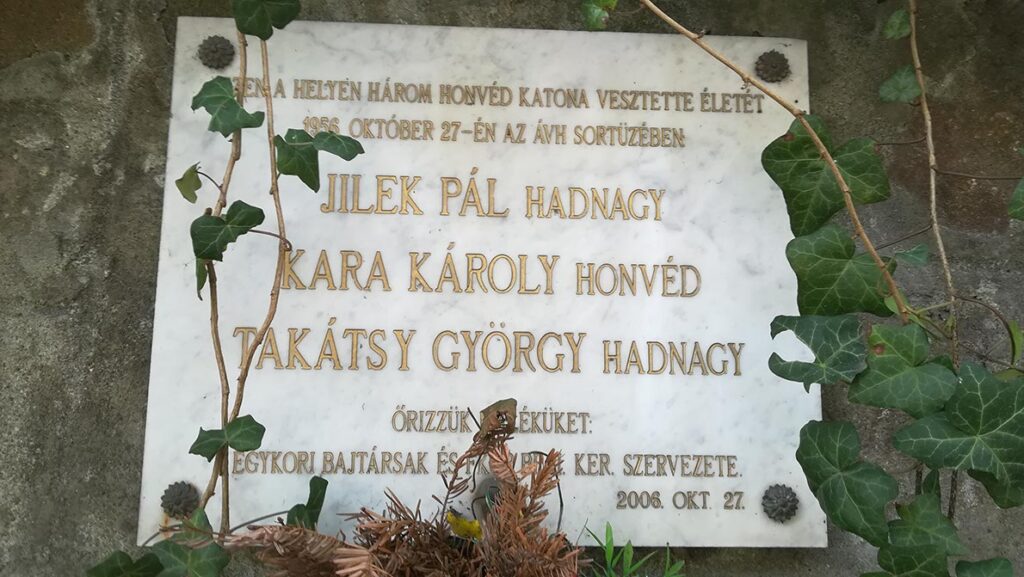 A HELYEN HÁROM HONVÉD KATONA VESZTETTE ÉLETÉT
1956 OKTÓBER 27-ÉN AZ ÁVH SORTÜZÉBEN
JILEK PÁL HADNAGY
KARA KÁROLY HONVÉD
TAKÁTSY GYÖRGY HADNAGY
ŐRIZZÜK
EGYKORI BAJTÁRSAK ÉS KER. SZERVEZETE.
2006. OKT. 27.